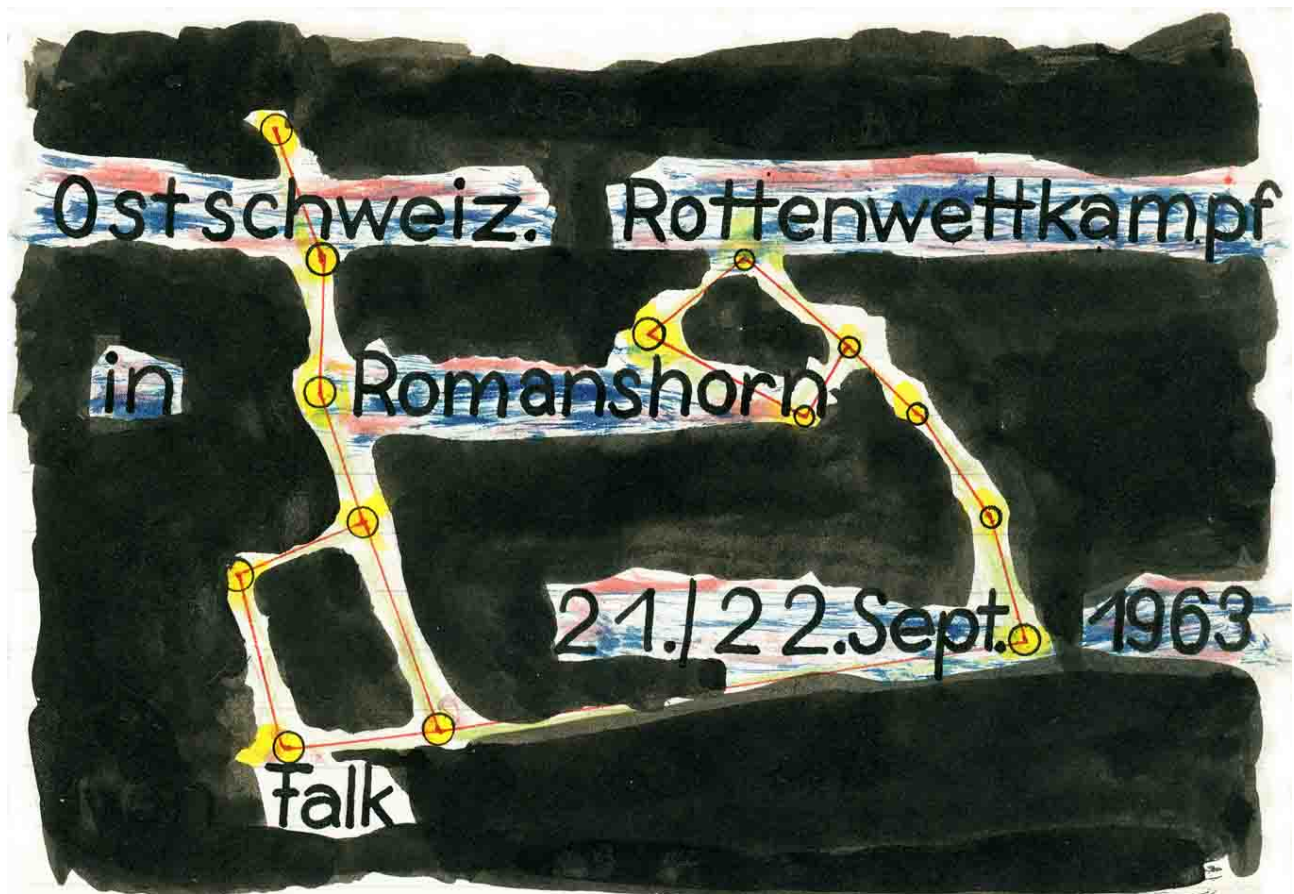 Ostschweiz. Rottenwettkampf
in Romanshorn
21./22.Sept. 1963
Falk